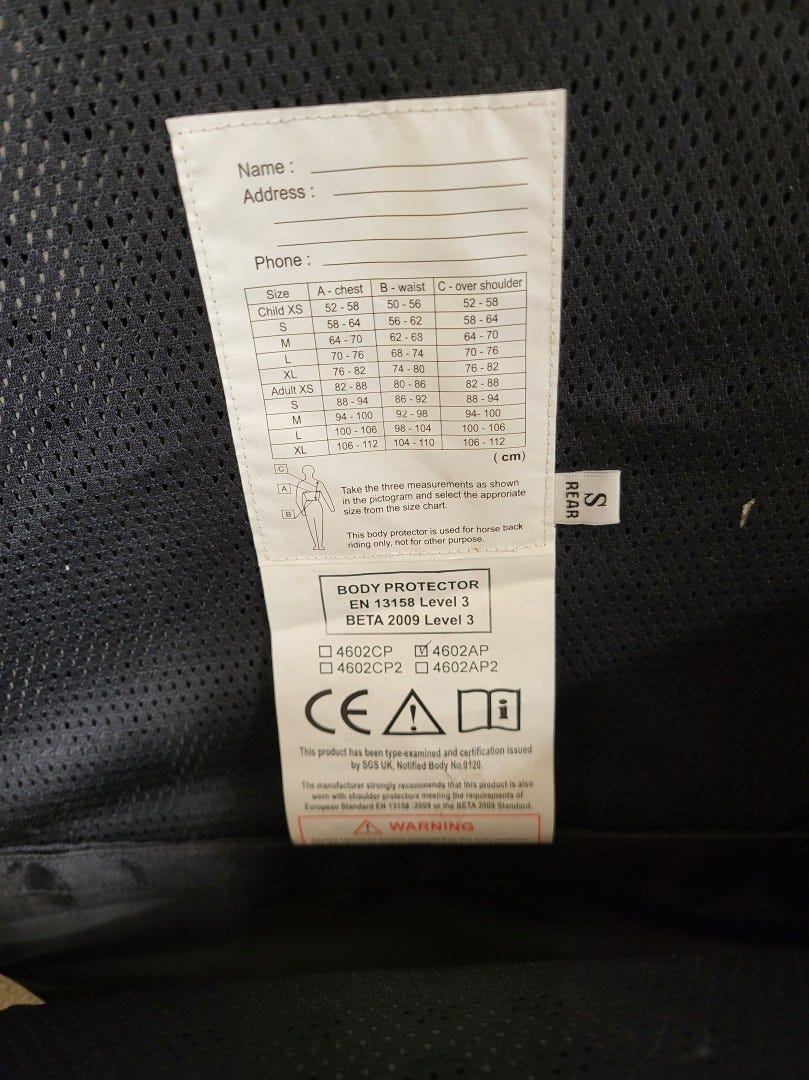 Name :
Address :
Phone :
Size A - chest B - waist C - over shoulder
Child XS 52 - 58 50 - 56 52 - 58
S 58 - 64 56 - 62 58 - 64
M 64 - 70 62 - 68 64 - 70
L 70 - 76 68 - 74 70 - 76
XL 76 - 82 74 - 80 76 - 82
Adult XS 82 - 88 80 - 86 82 - 88
S 88 - 94 86 - 92 88 - 94
M 94 - 100 92 - 98 94- 100
L 100 - 106 98 - 104 100 - 106
XL 106 - 112 104 - 110 106 - 112
(cm)
C
A
B
Take the three measurements as shown
in the pictogram and select the approriate
size from the size chart.
This body protector is used for horse back
riding only, not for other purpose.
S
REAR
BODY PROTECTOR
EN 13158 Level 3
BETA 2009 Level 3
4602CP V 4602AP
4602CP2 4602AP2
CE ! i
This product has been type-examined and certification issued
by SGS UK, Notified Body No.0120.
The manufacturer strongly recommends that this product is also
worn with shoulder protectors meeting the requirements of
European Standard EN 13158 :2009 or the BETA 2009 Standard.
! WARNING